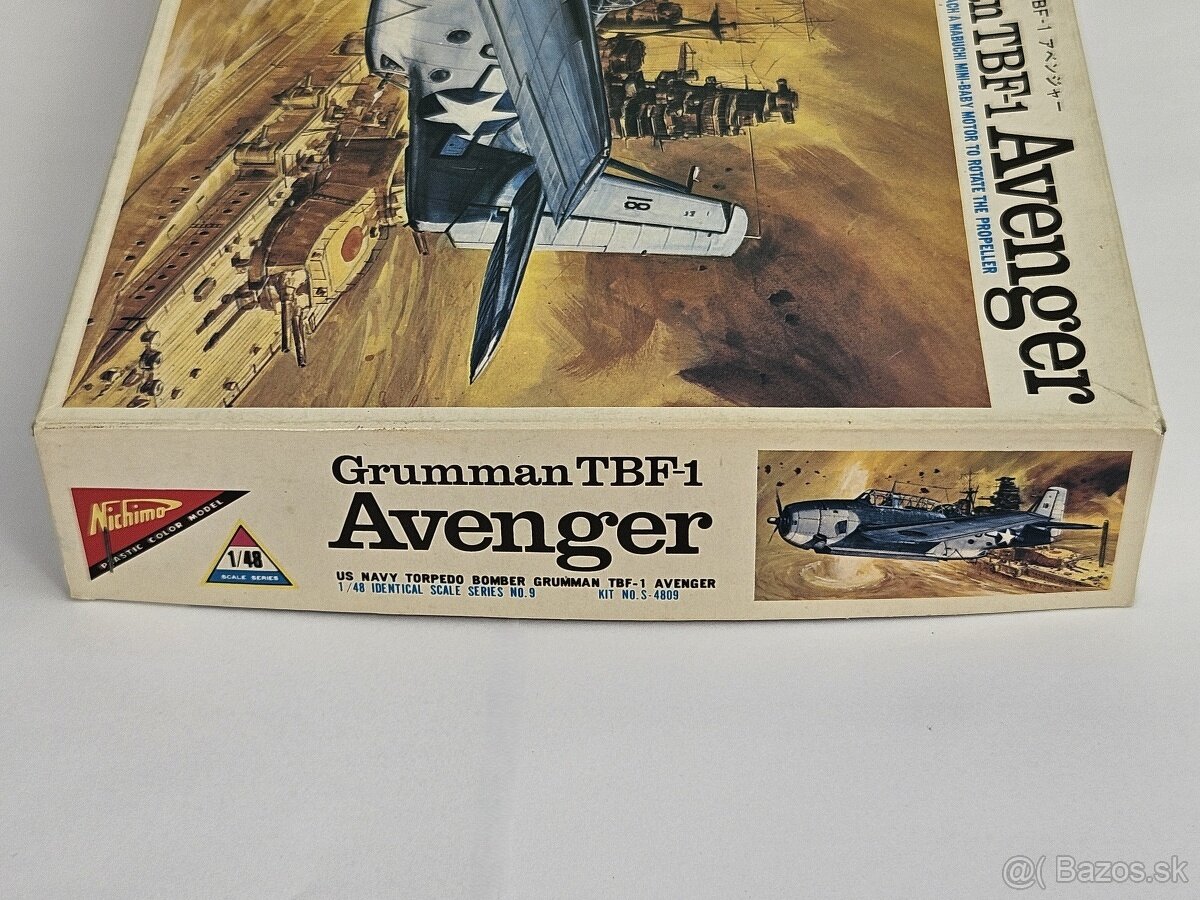 BF-1 アベンジャー
n TBF-1 Avenger
ACH A MABUCHI MINI-BABY MOTOR TO ROTATE THE PROPELLER
18
Nichimo
PLASTIC COLOR MODEL
1/48
SCALE SERIES
Grumman TBF-1
Avenger
US NAVY TORPEDO BOMBER GRUMMAN TBF-1 AVENGER
1/48 IDENTICAL SCALE SERIES NO.9 KIT NO.S-4809
@( Bazos.sk